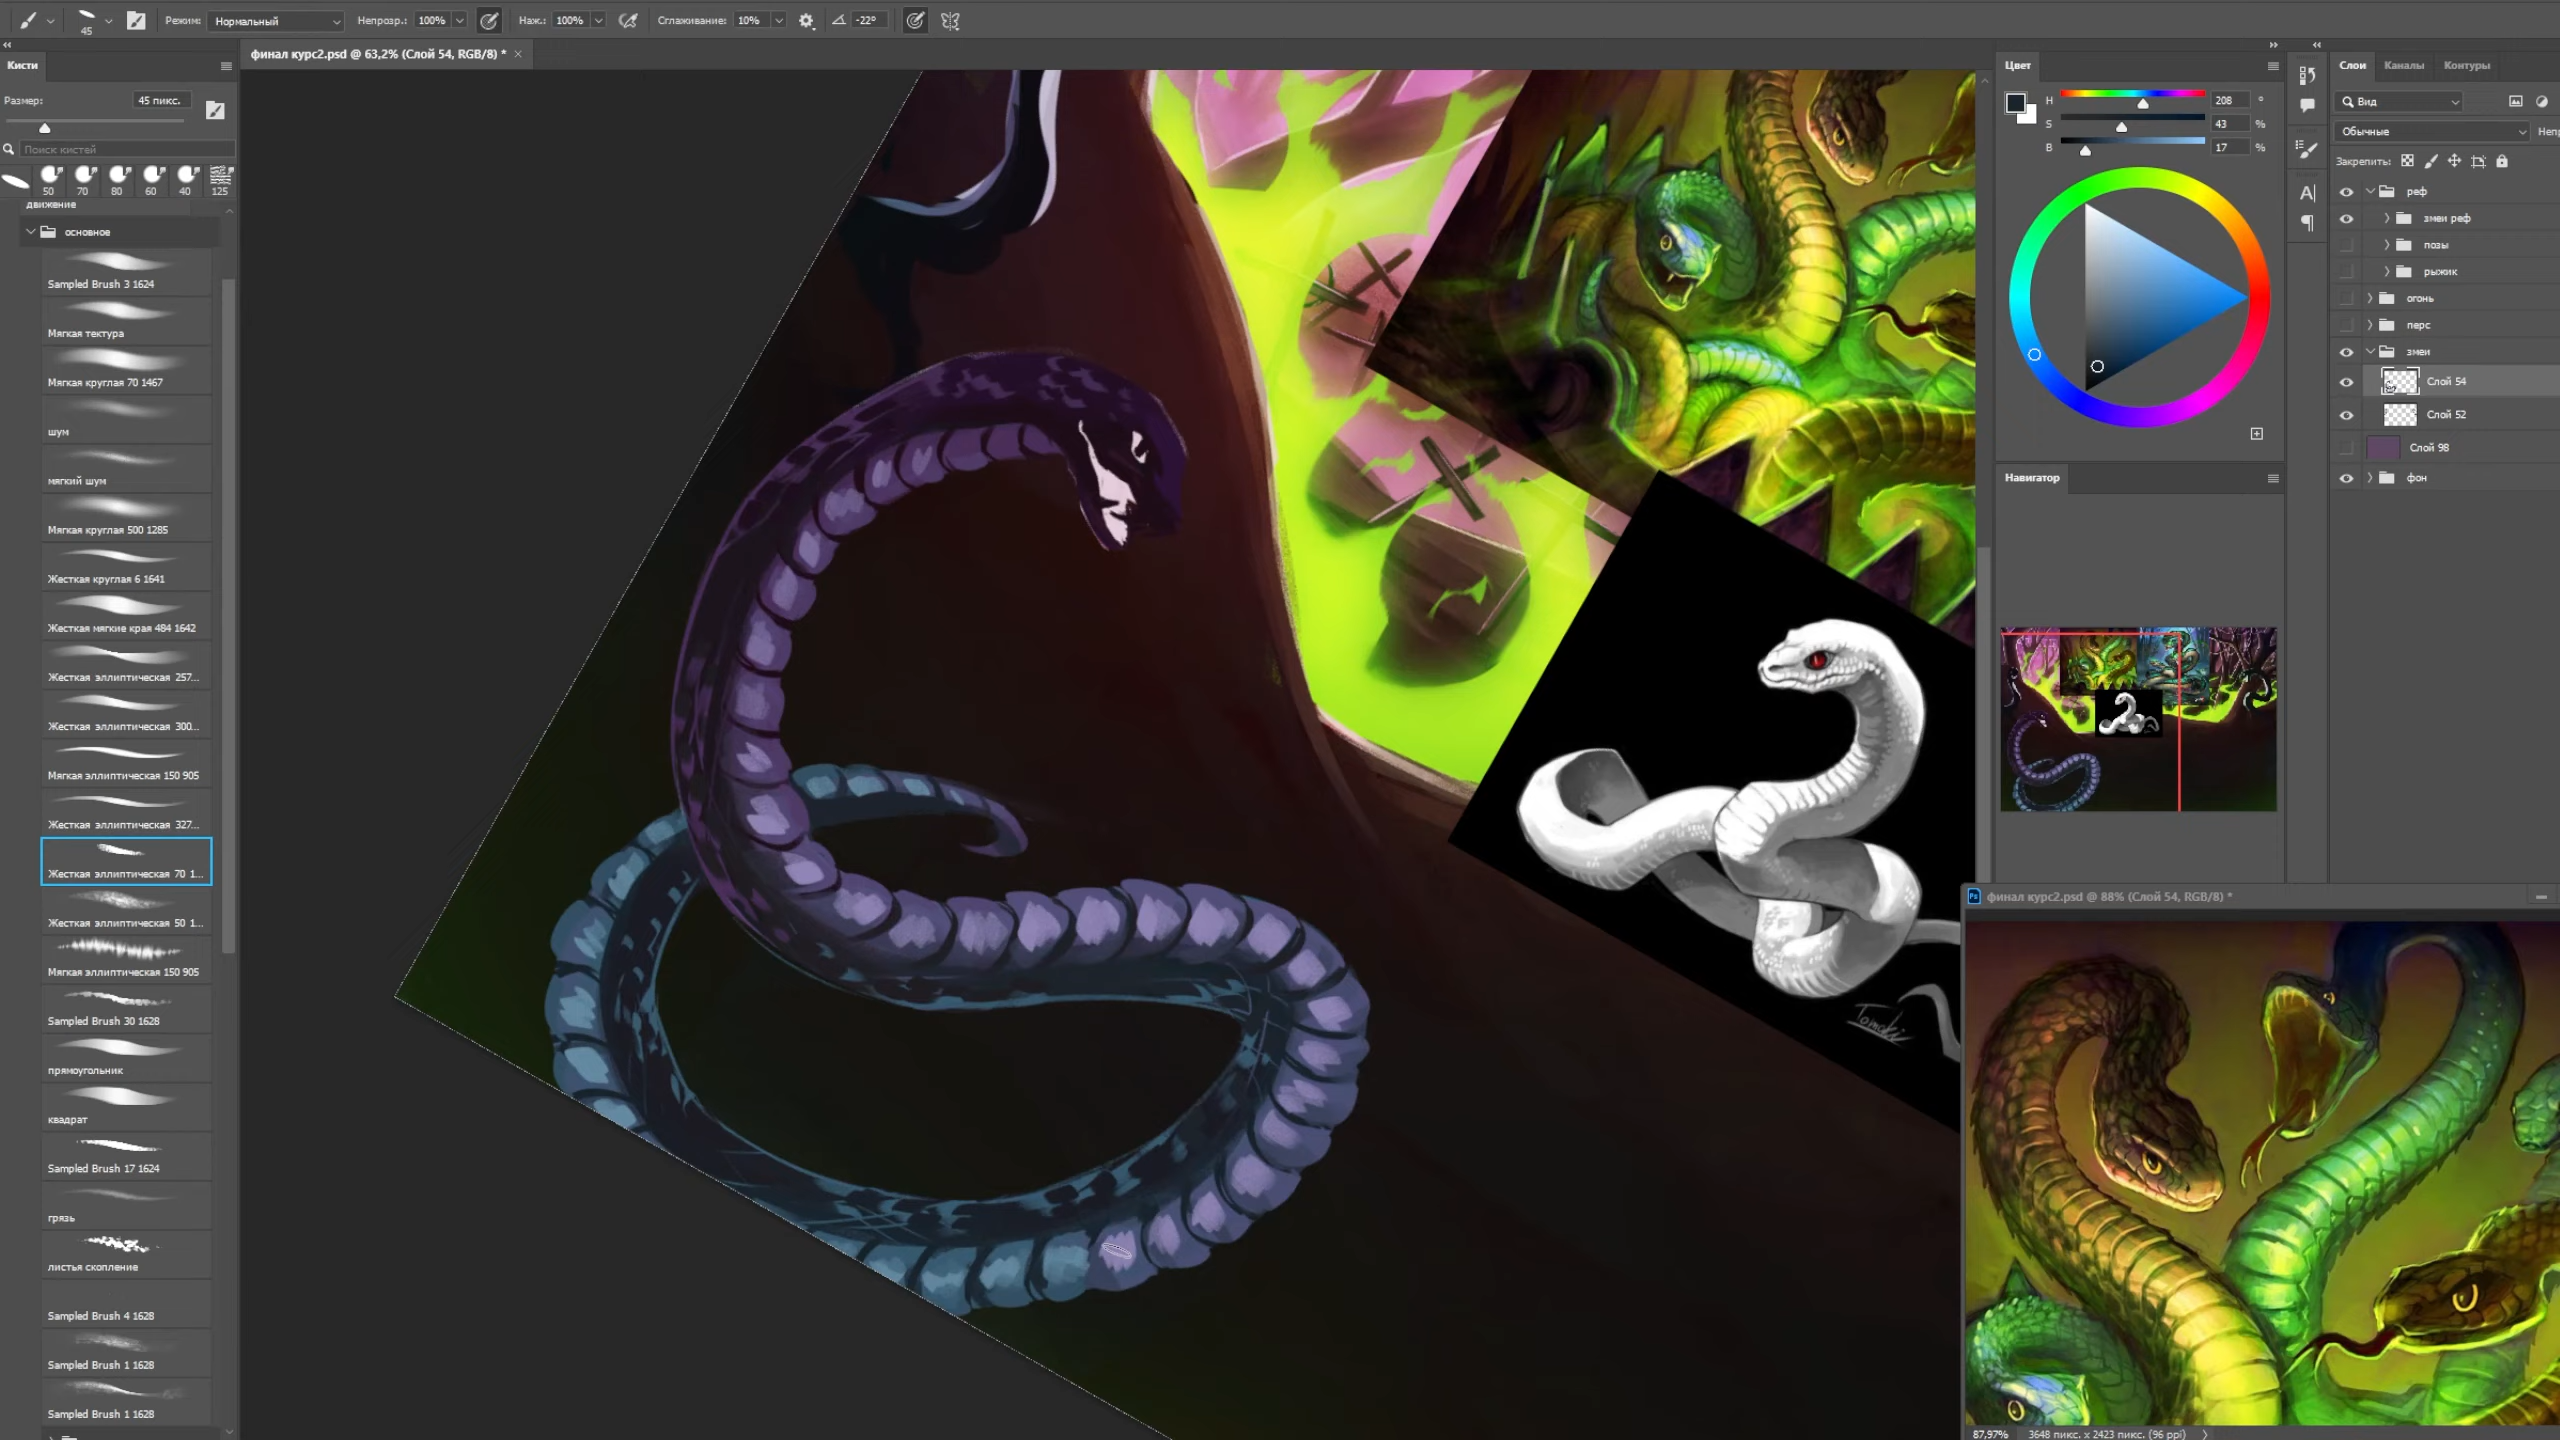 Режим: Нормальный Непрозр.: 100% Наж.: 100% Сглаживание: 10% -22°
45
финал курс2.psd @ 63,2% (Слой 54, RGB/8) * ×
Кисти
Размер: 45 пикс.
Поиск кистей
50 70 80 60 40 125
движение
основное
Sampled Brush 3 1624
Мягкая тектура
Мягкая круглая 70 1467
шум
мягкий шум
Мягкая круглая 500 1285
Жесткая круглая 6 1641
Жесткая мягкие края 484 1642
Жесткая эллиптическая 257...
Жесткая эллиптическая 300...
Мягкая эллиптическая 150 905
Жесткая эллиптическая 327...
Жесткая эллиптическая 70 1...
Жесткая эллиптическая 50 1...
Мягкая эллиптическая 150 905
Sampled Brush 30 1628
прямоугольник
квадрат
Sampled Brush 17 1624
грязь
листья скопление
Sampled Brush 4 1628
Sampled Brush 1 1628
Sampled Brush 1 1628
Цвет
H 208 °
S 43 %
B 17 %
Навигатор
Слои Каналы Контуры
Вид
Обычные Непр
Закрепить:
реф
змеи реф
позы
рыжик
огонь
перс
змеи
Слой 54
Слой 52
Слой 98
фон
финал курс2.psd @ 88% (Слой 54, RGB/8) *
87,97% 3648 пикс. x 2423 пикс. (96 ppi)